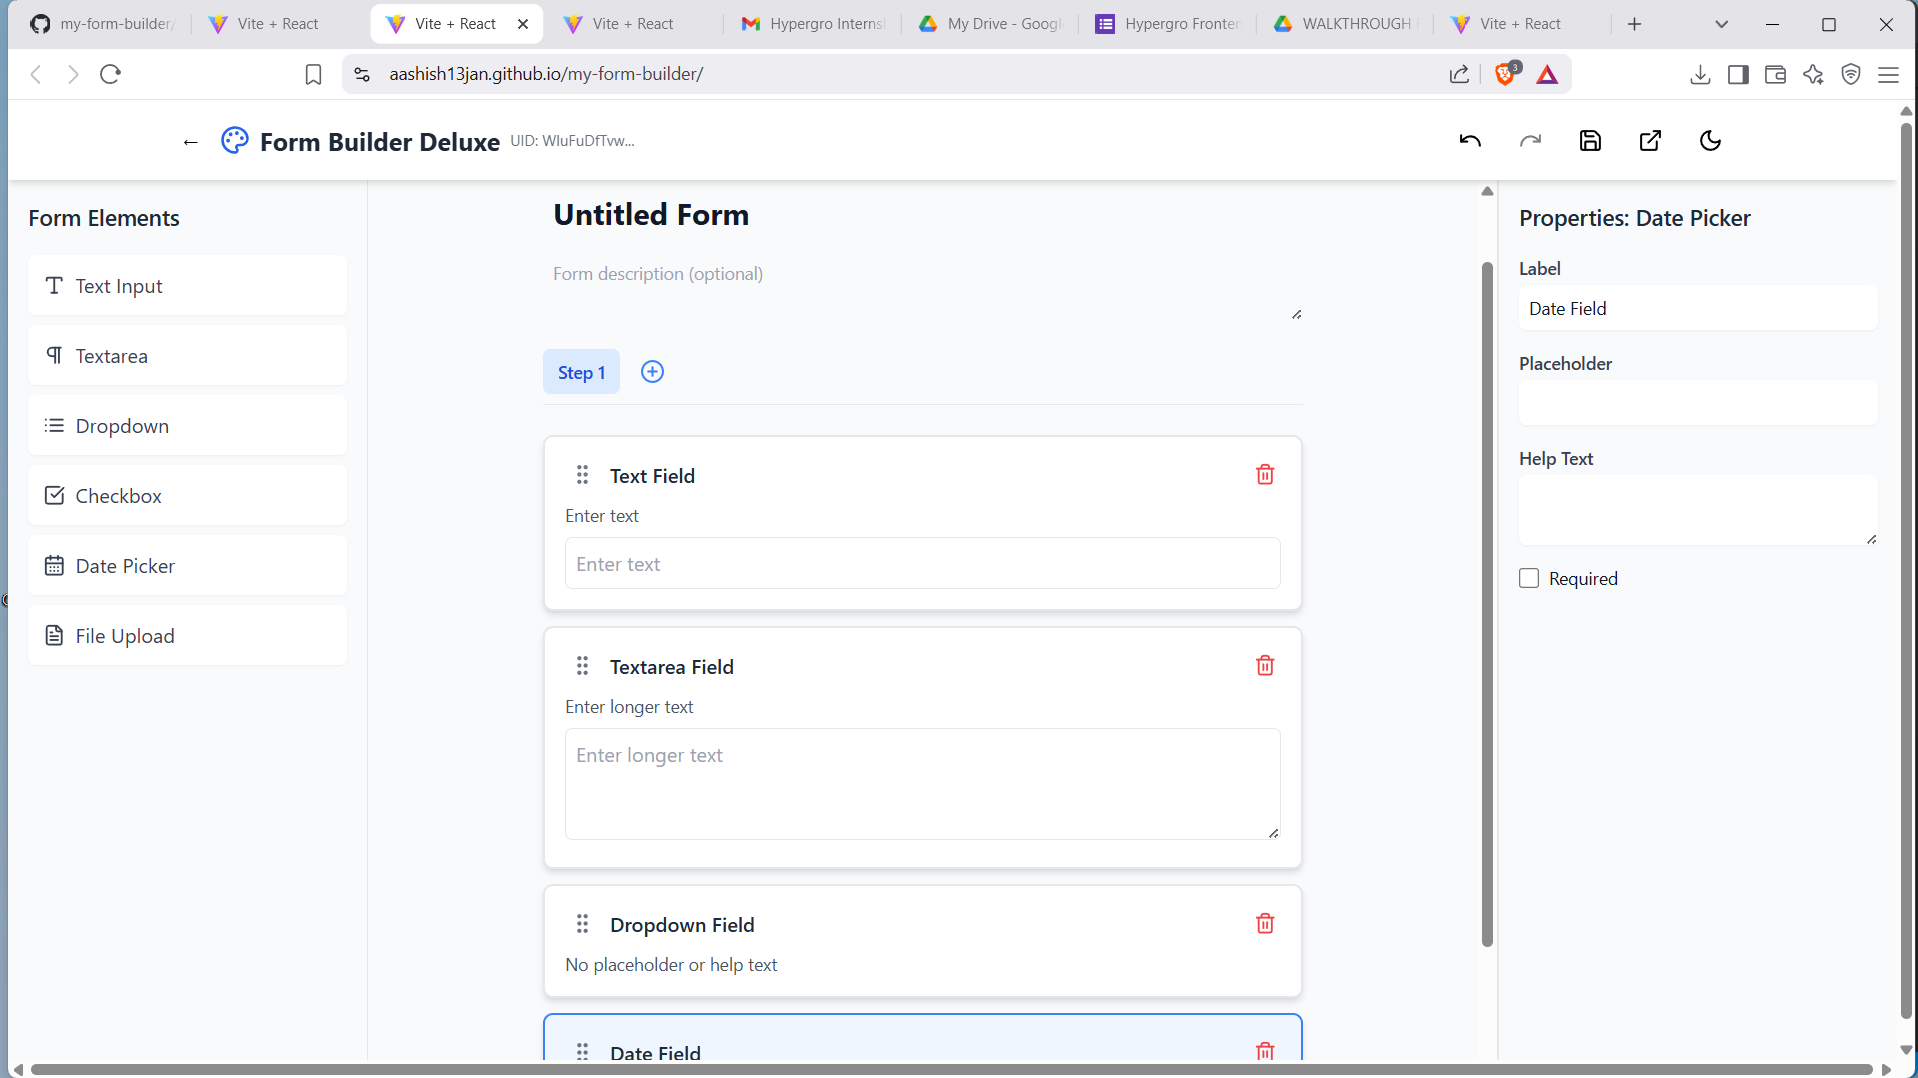 my-form-builder/
Vite + React
Vite + React
Vite + React
Hypergro Interns
My Drive - Googl
Hypergro Fronten
WALKTHROUGH
Vite + React
aashish13jan.github.io/my-form-builder/
3
← Form Builder Deluxe UID: WIuFuDfTvw...
Form Elements
Text Input
Textarea
Dropdown
Checkbox
Date Picker
File Upload
Untitled Form
Form description (optional)
Step 1
Text Field
Enter text
Enter text
Textarea Field
Enter longer text
Enter longer text
Dropdown Field
No placeholder or help text
Date Field
Properties: Date Picker
Label
Date Field
Placeholder
Help Text
Required